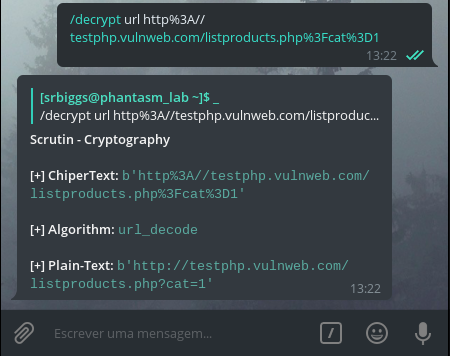 /decrypt url http%3A//
testphp.vulnweb.com/listproducts.php%3Fcat%3D1
13:22
[srbiggs@phantasm_lab ~]$ _
/decrypt url http%3A//testphp.vulnweb.com/listproduc...
Scrutin - Cryptography
[+] ChiperText: b'http%3A//testphp.vulnweb.com/
listproducts.php%3Fcat%3D1'
[+] Algorithm: url_decode
[+] Plain-Text: b'http://testphp.vulnweb.com/
listproducts.php?cat=1'
13:22
Escrever uma mensagem...